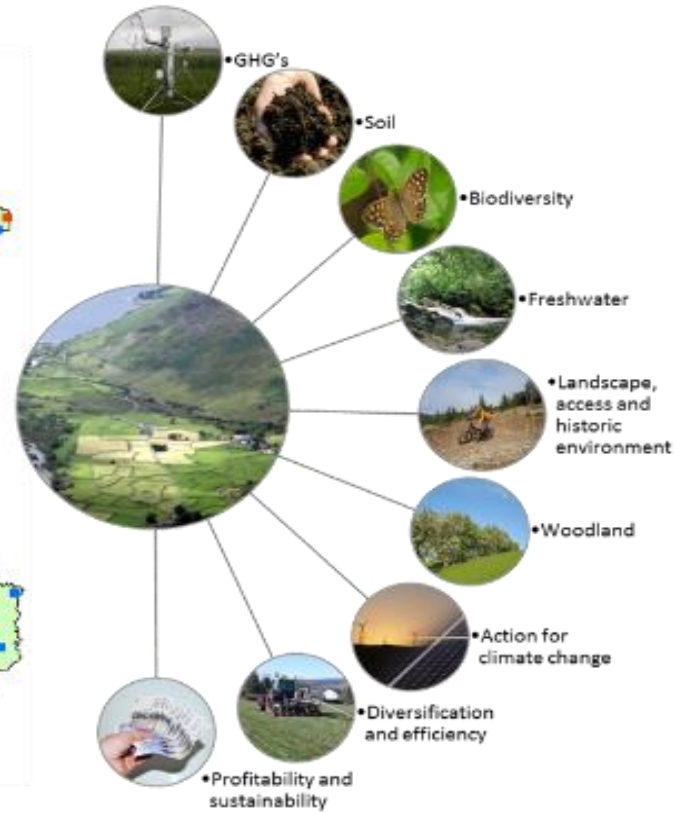 •GHG's
•Soil
•Biodiversity
•Freshwater
•Landscape,
access and
historic
environment
•Woodland
•Action for
climate change
•Diversification
and efficiency
•Profitability and
sustainability